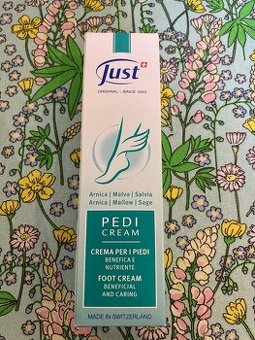 Just
ORIGINAL - SINCE 1930
Arnica | Malva | Salvia
Arnica | Mallow | Sage
PEDI
CREAM
CREMA PER I PIEDI
BENEFICA E
NUTRIENTE
FOOT CREAM
BENEFICIAL
AND CARING
MADE IN SWITZERLAND